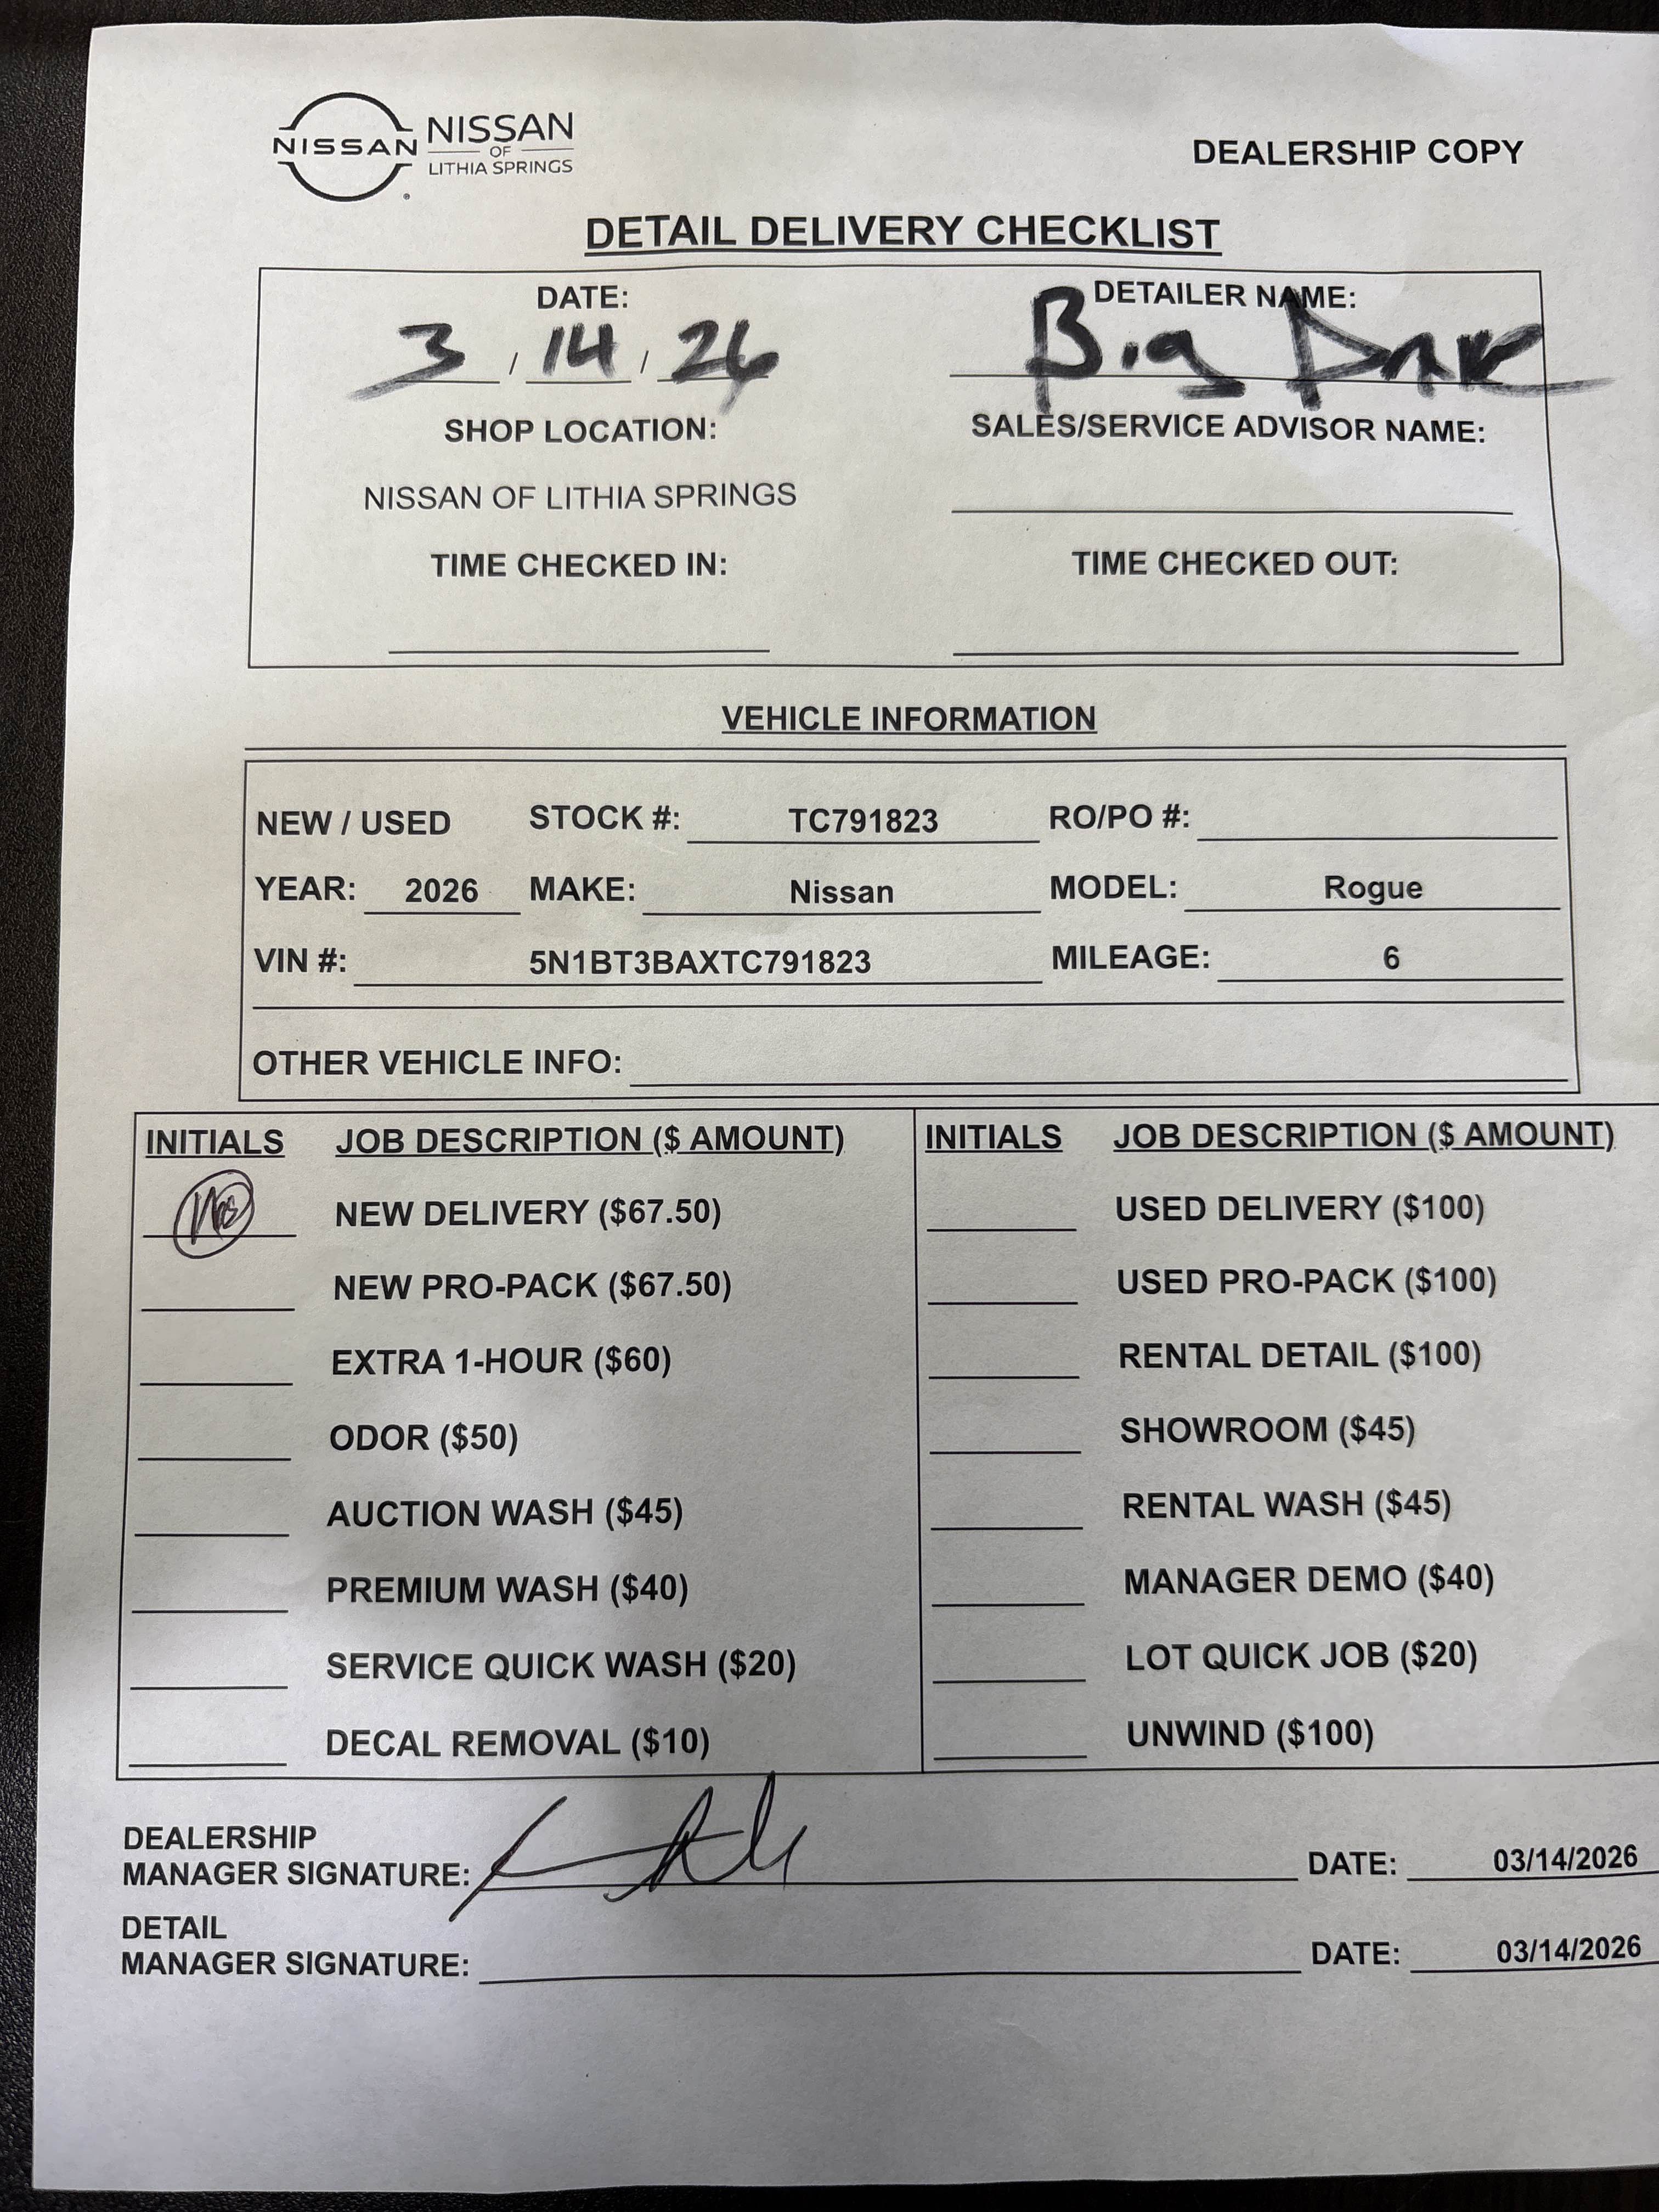 NISSAN NISSAN
OF
LITHIA SPRINGS
DEALERSHIP COPY
DETAIL DELIVERY CHECKLIST
DATE: DETAILER NAME:
3 / 14 / 26 Big Dave
SHOP LOCATION: SALES/SERVICE ADVISOR NAME:
NISSAN OF LITHIA SPRINGS
TIME CHECKED IN: TIME CHECKED OUT:
VEHICLE INFORMATION
NEW / USED STOCK #: TC791823 RO/PO #:
YEAR: 2026 MAKE: Nissan MODEL: Rogue
VIN #: 5N1BT3BAXTC791823 MILEAGE: 6
OTHER VEHICLE INFO:
INITIALS JOB DESCRIPTION ($ AMOUNT) INITIALS JOB DESCRIPTION ($ AMOUNT)
NEW DELIVERY ($67.50) USED DELIVERY ($100)
NEW PRO-PACK ($67.50) USED PRO-PACK ($100)
EXTRA 1-HOUR ($60) RENTAL DETAIL ($100)
ODOR ($50) SHOWROOM ($45)
AUCTION WASH ($45) RENTAL WASH ($45)
PREMIUM WASH ($40) MANAGER DEMO ($40)
SERVICE QUICK WASH ($20) LOT QUICK JOB ($20)
DECAL REMOVAL ($10) UNWIND ($100)
DEALERSHIP
MANAGER SIGNATURE: DATE: 03/14/2026
DETAIL
MANAGER SIGNATURE: DATE: 03/14/2026